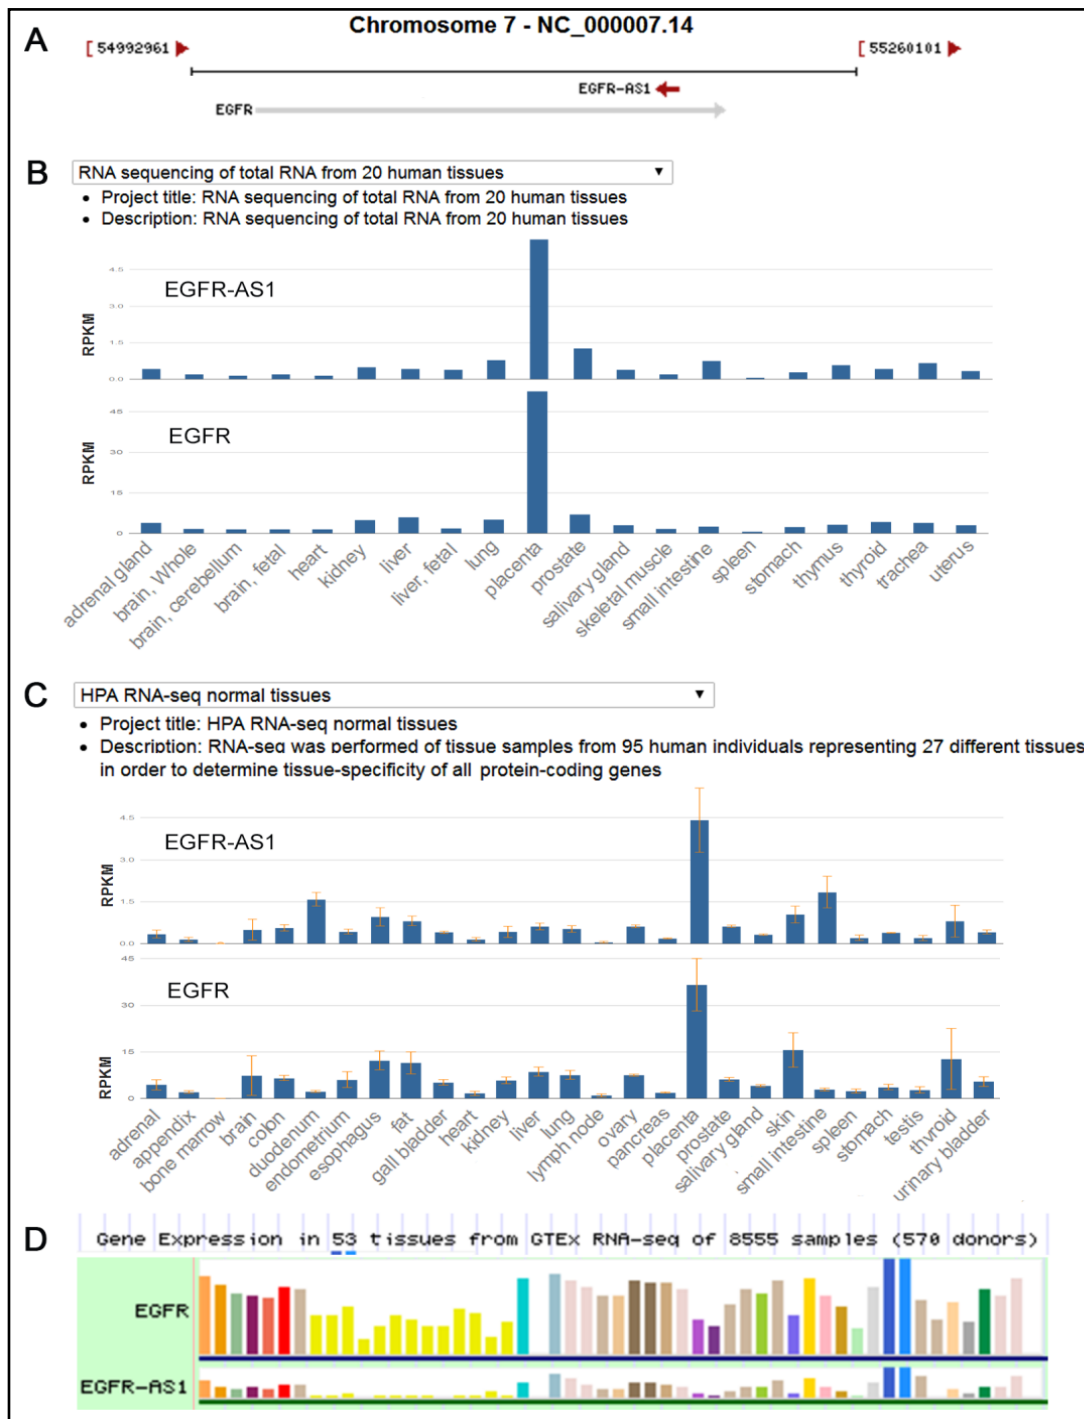 A
Chromosome 7 - NC_000007.14
[ 54992961
[ 55260101
EGFR-AS1
EGFR
B
RNA sequencing of total RNA from 20 human tissues
• Project title: RNA sequencing of total RNA from 20 human tissues
• Description: RNA sequencing of total RNA from 20 human tissues
EGFR-AS1
RPKM
4.5
3.0
1.5
0.0
EGFR
RPKM
45
30
15
0
adrenal gland
brain, Whole
brain, cerebellum
brain, fetal
heart
kidney
liver
liver, fetal
lung
placenta
prostate
salivary gland
skeletal muscle
small intestine
spleen
stomach
thymus
thyroid
trachea
uterus
C
HPA RNA-seq normal tissues
• Project title: HPA RNA-seq normal tissues
• Description: RNA-seq was performed of tissue samples from 95 human individuals representing 27 different tissues
in order to determine tissue-specificity of all protein-coding genes
EGFR-AS1
RPKM
4.5
3.0
1.5
0.0
EGFR
RPKM
45
30
15
0
adrenal
appendix
bone marrow
brain
colon
duodenum
endometrium
esophagus
fat
gall bladder
heart
kidney
liver
lung
lymph node
ovary
pancreas
placenta
prostate
salivary gland
skin
small intestine
spleen
stomach
testis
thyroid
urinary bladder
D
Gene Expression in 53 tissues from GTEx RNA-seq of 8555 samples (570 donors)
EGFR
EGFR-AS1